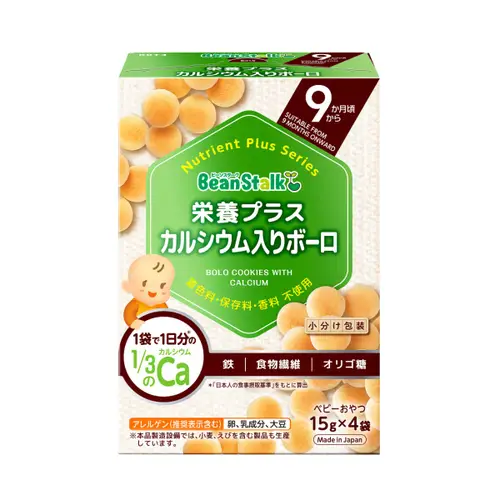 栄養プラス
カルシウム入りボーロ
9か月頃から
SUITABLE FROM
9 MONTHS ONWARD
Nutrient Plus Series
ビーンスターク
BeanStalk
栄養プラス
カルシウム入りボーロ
BOLO COOKIES WITH
CALCIUM
着色料・保存料・香料 不使用
小分け包装
1袋で1日分の
1/3のカルシウムCa
鉄 食物繊維 オリゴ糖
*「日本人の食事摂取基準」をもとに算出
ベビーおやつ
15g×4袋
Made in Japan
アレルゲン(推奨表示含む) 卵、乳成分、大豆
※本品製造設備では、小麦、えびを含む製品も生産
しています。